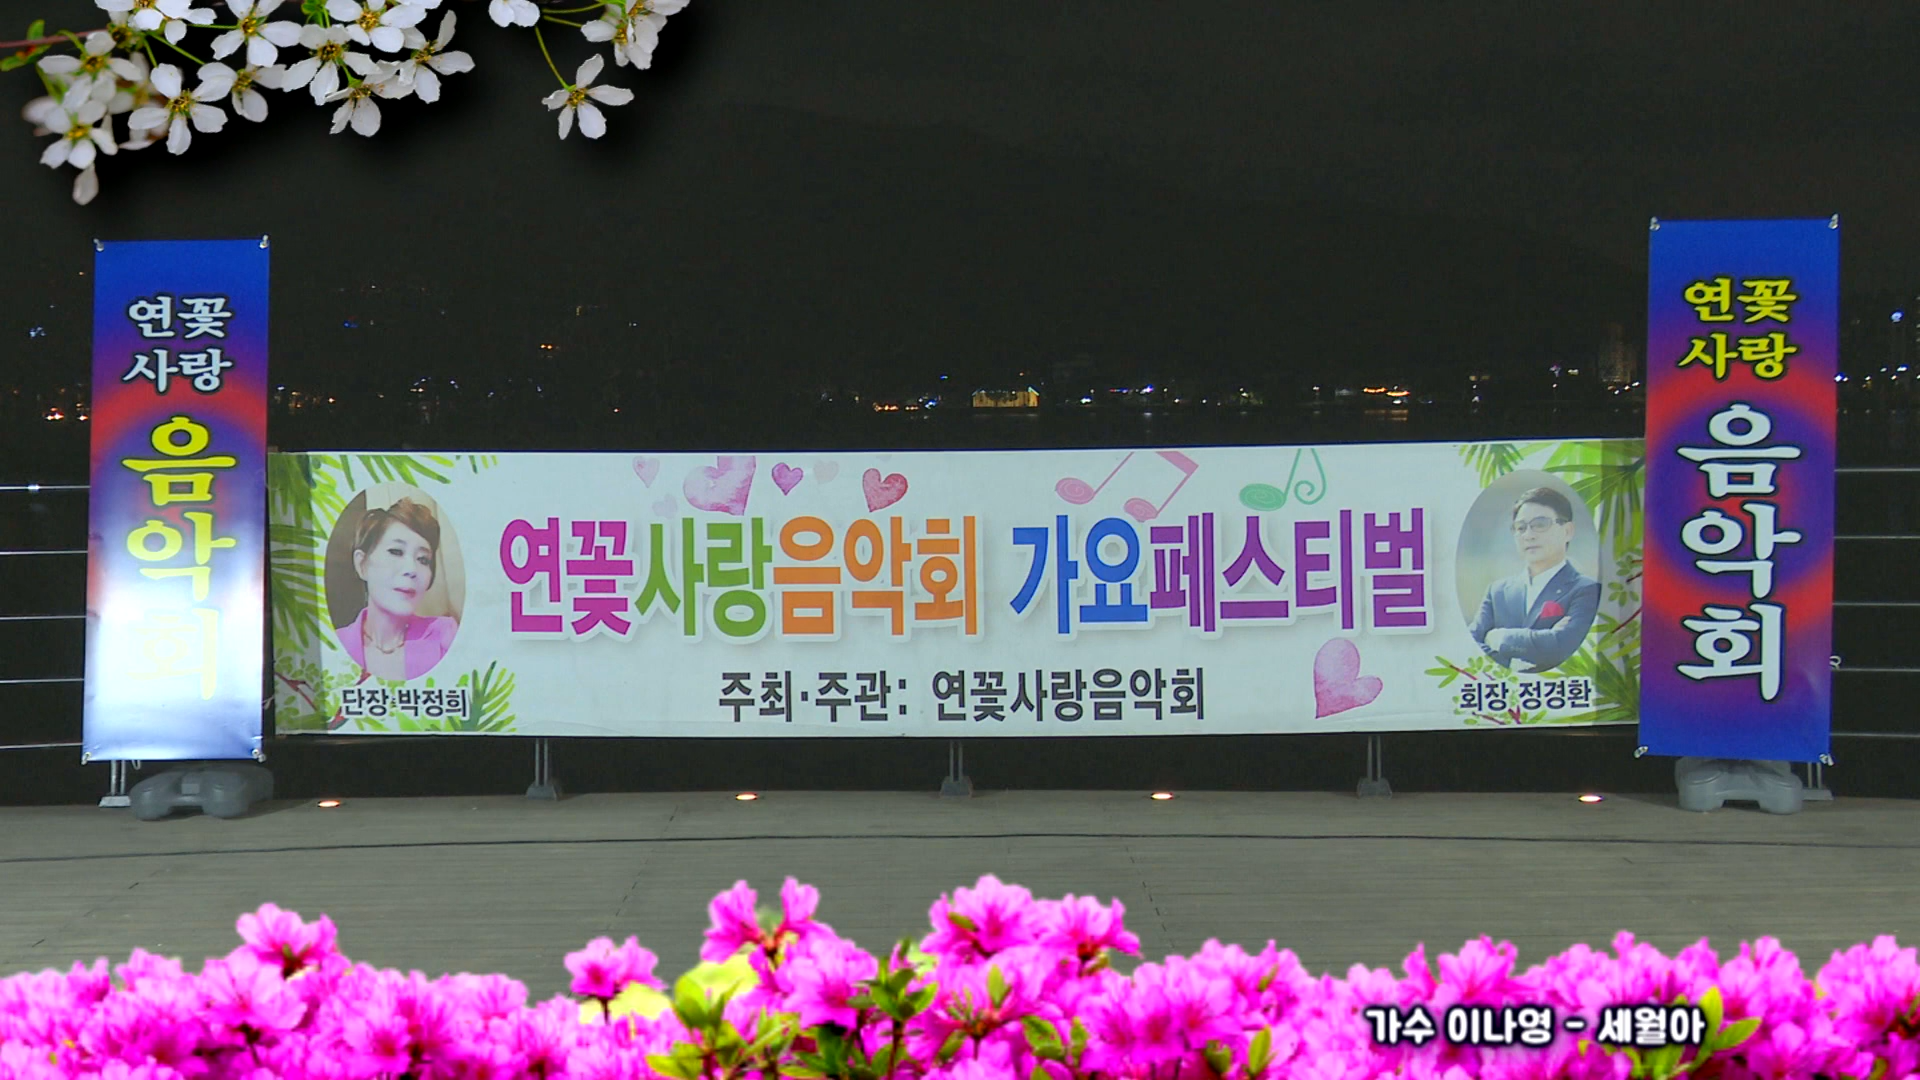 연꽃
사랑
음악회
연꽃사랑음악회 가요페스티벌
주최·주관: 연꽃사랑음악회
단장 박정희
회장 정경환
연꽃
사랑
음악회
가수 이나영 - 세월아